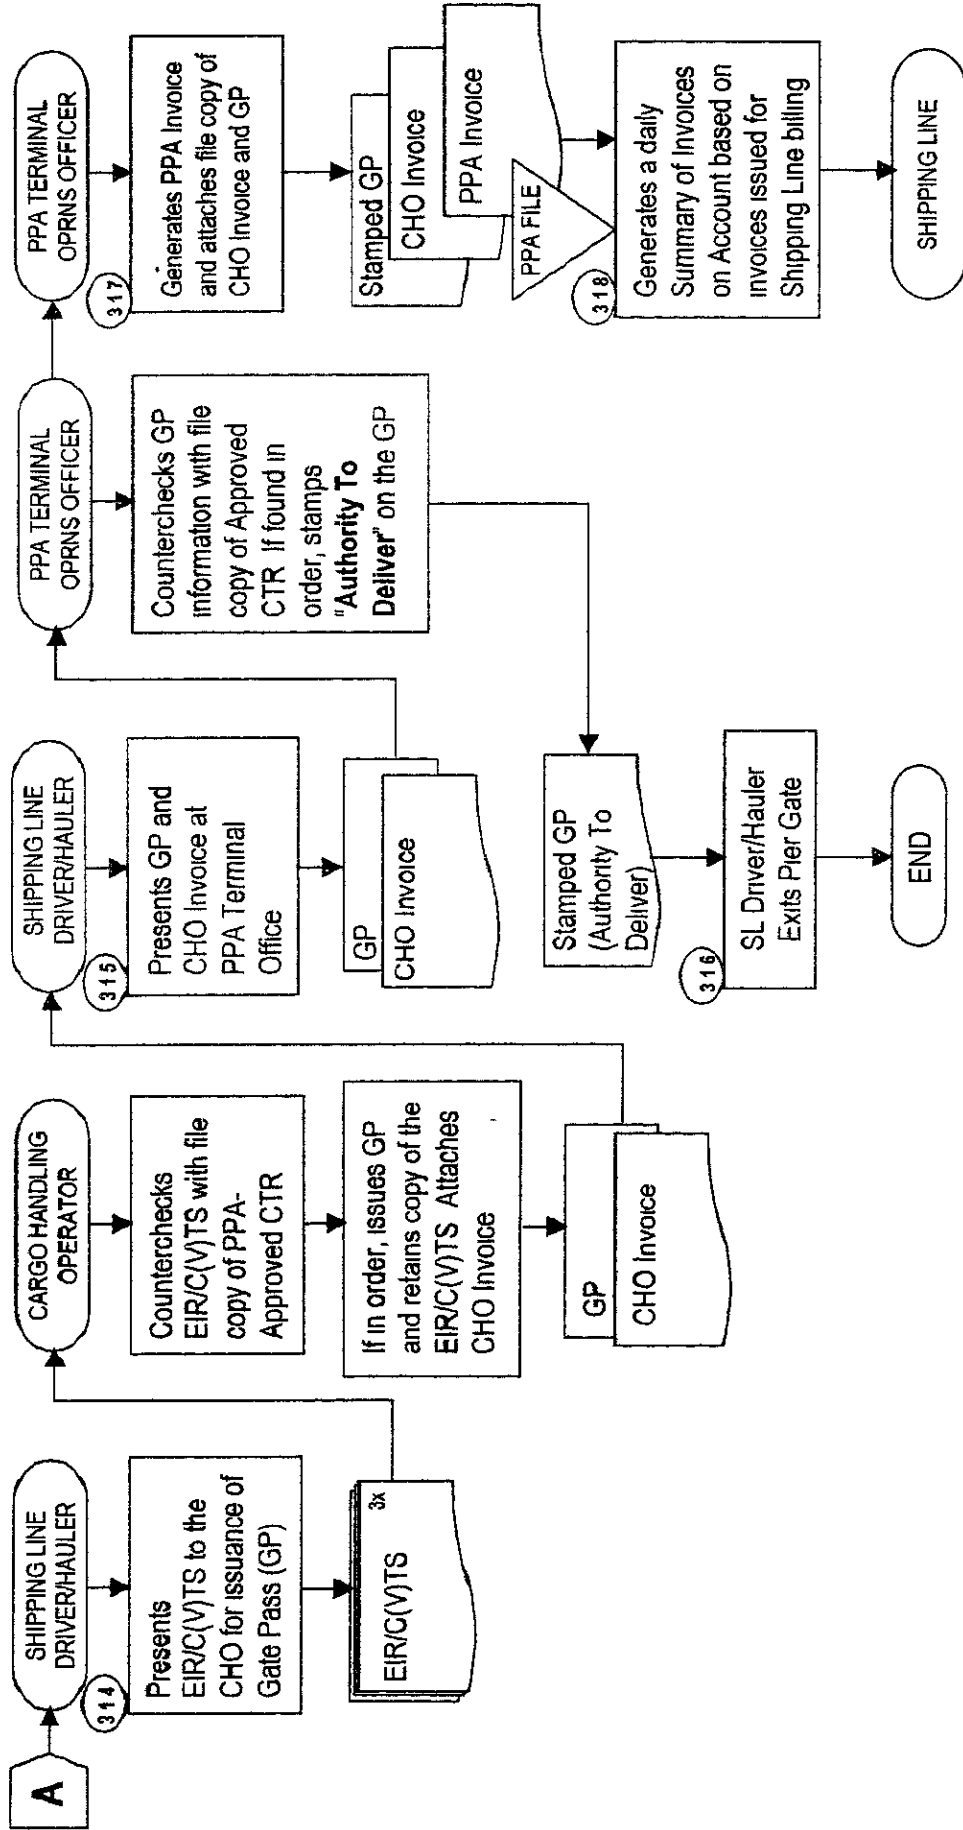 A
SHIPPING LINE
DRIVER/HAULER
314
Presents
EIR/C(V)TS to the
CHO for issuance of
Gate Pass (GP)
EIR/C(V)TS
3x
CARGO HANDLING
OPERATOR
Counterchecks
EIR/C(V)TS with file
copy of PPA-
Approved CTR
If in order, issues GP
and retains copy of the
EIR/C(V)TS Attaches
CHO Invoice
GP
CHO Invoice
SHIPPING LINE
DRIVER/HAULER
315
Presents GP and
CHO Invoice at
PPA Terminal
Office
GP
CHO Invoice
PPA TERMINAL
OPRNS OFFICER
Counterchecks GP
information with file
copy of Approved
CTR If found in
order, stamps
"Authority To
Deliver" on the GP
Stamped GP
(Authority To
Deliver)
316
SL Driver/Hauler
Exits Pier Gate
END
PPA TERMINAL
OPRNS OFFICER
317
Generates PPA Invoice
and attaches file copy of
CHO Invoice and GP
Stamped GP
CHO Invoice
PPA Invoice
PPA FILE
318
Generates a daily
Summary of Invoices
on Account based on
invoices issued for
Shipping Line billing
SHIPPING LINE